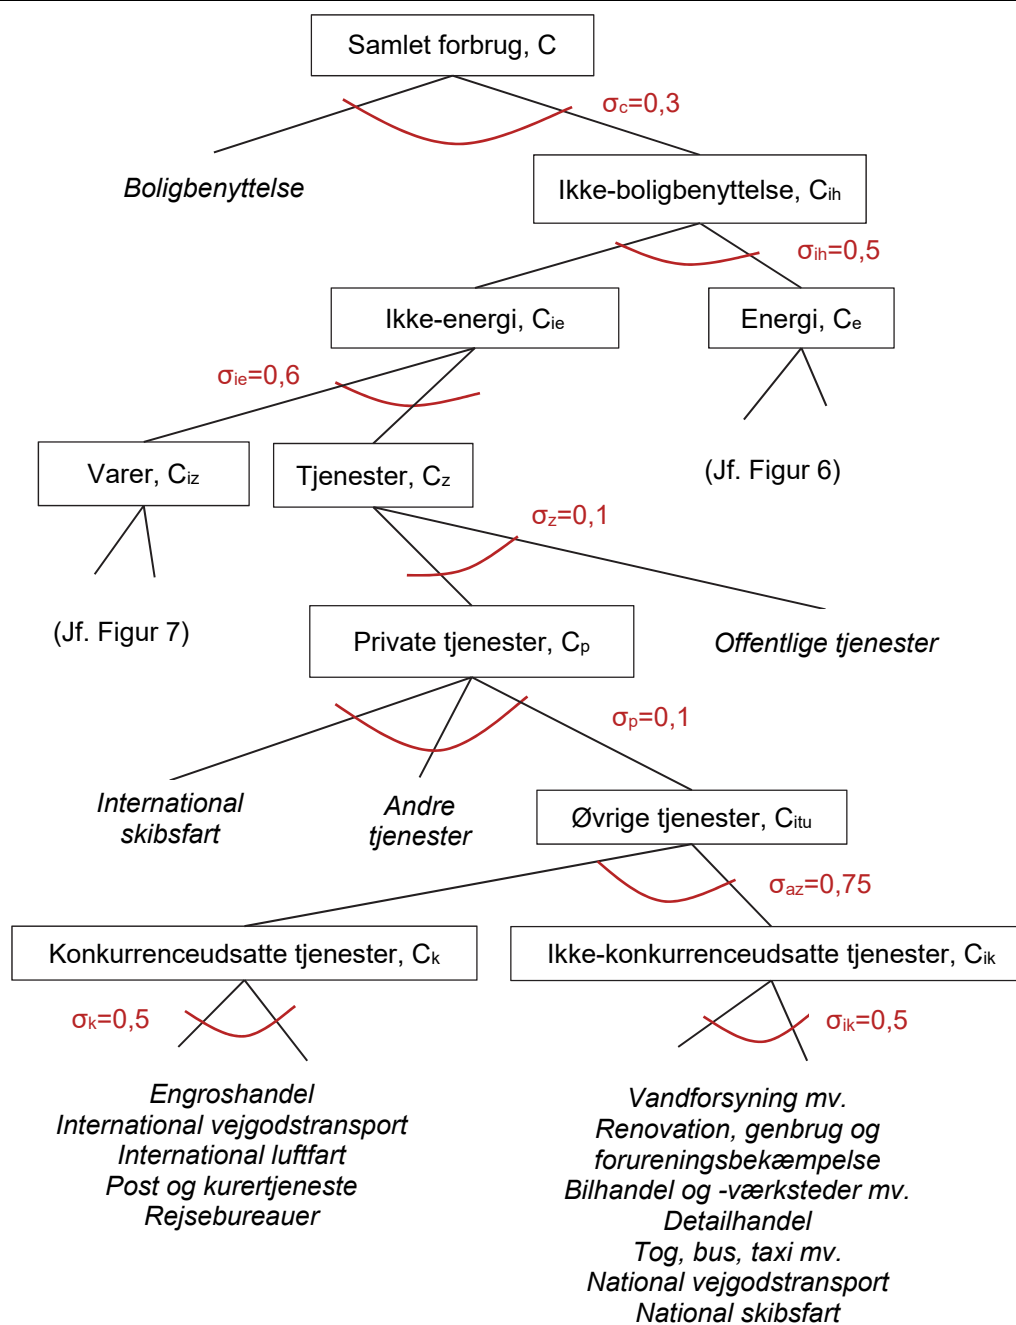 Samlet forbrug, C
σc=0,3
Boligbenyttelse
Ikke-boligbenyttelse, Cih
σih=0,5
Ikke-energi, Cie
Energi, Ce
σie=0,6
Varer, Ciz
Tjenester, Cz
(Jf. Figur 6)
σz=0,1
(Jf. Figur 7)
Private tjenester, Cp
Offentlige tjenester
σp=0,1
International
skibsfart
Andre
tjenester
Øvrige tjenester, Citu
σaz=0,75
Konkurrenceudsatte tjenester, Ck
Ikke-konkurrenceudsatte tjenester, Cik
σk=0,5
σik=0,5
Engroshandel
International vejgodstransport
International luftfart
Post og kurertjeneste
Rejsebureauer
Vandforsyning mv.
Renovation, genbrug og
forureningsbekæmpelse
Bilhandel og -værksteder mv.
Detailhandel
Tog, bus, taxi mv.
National vejgodstransport
National skibsfart